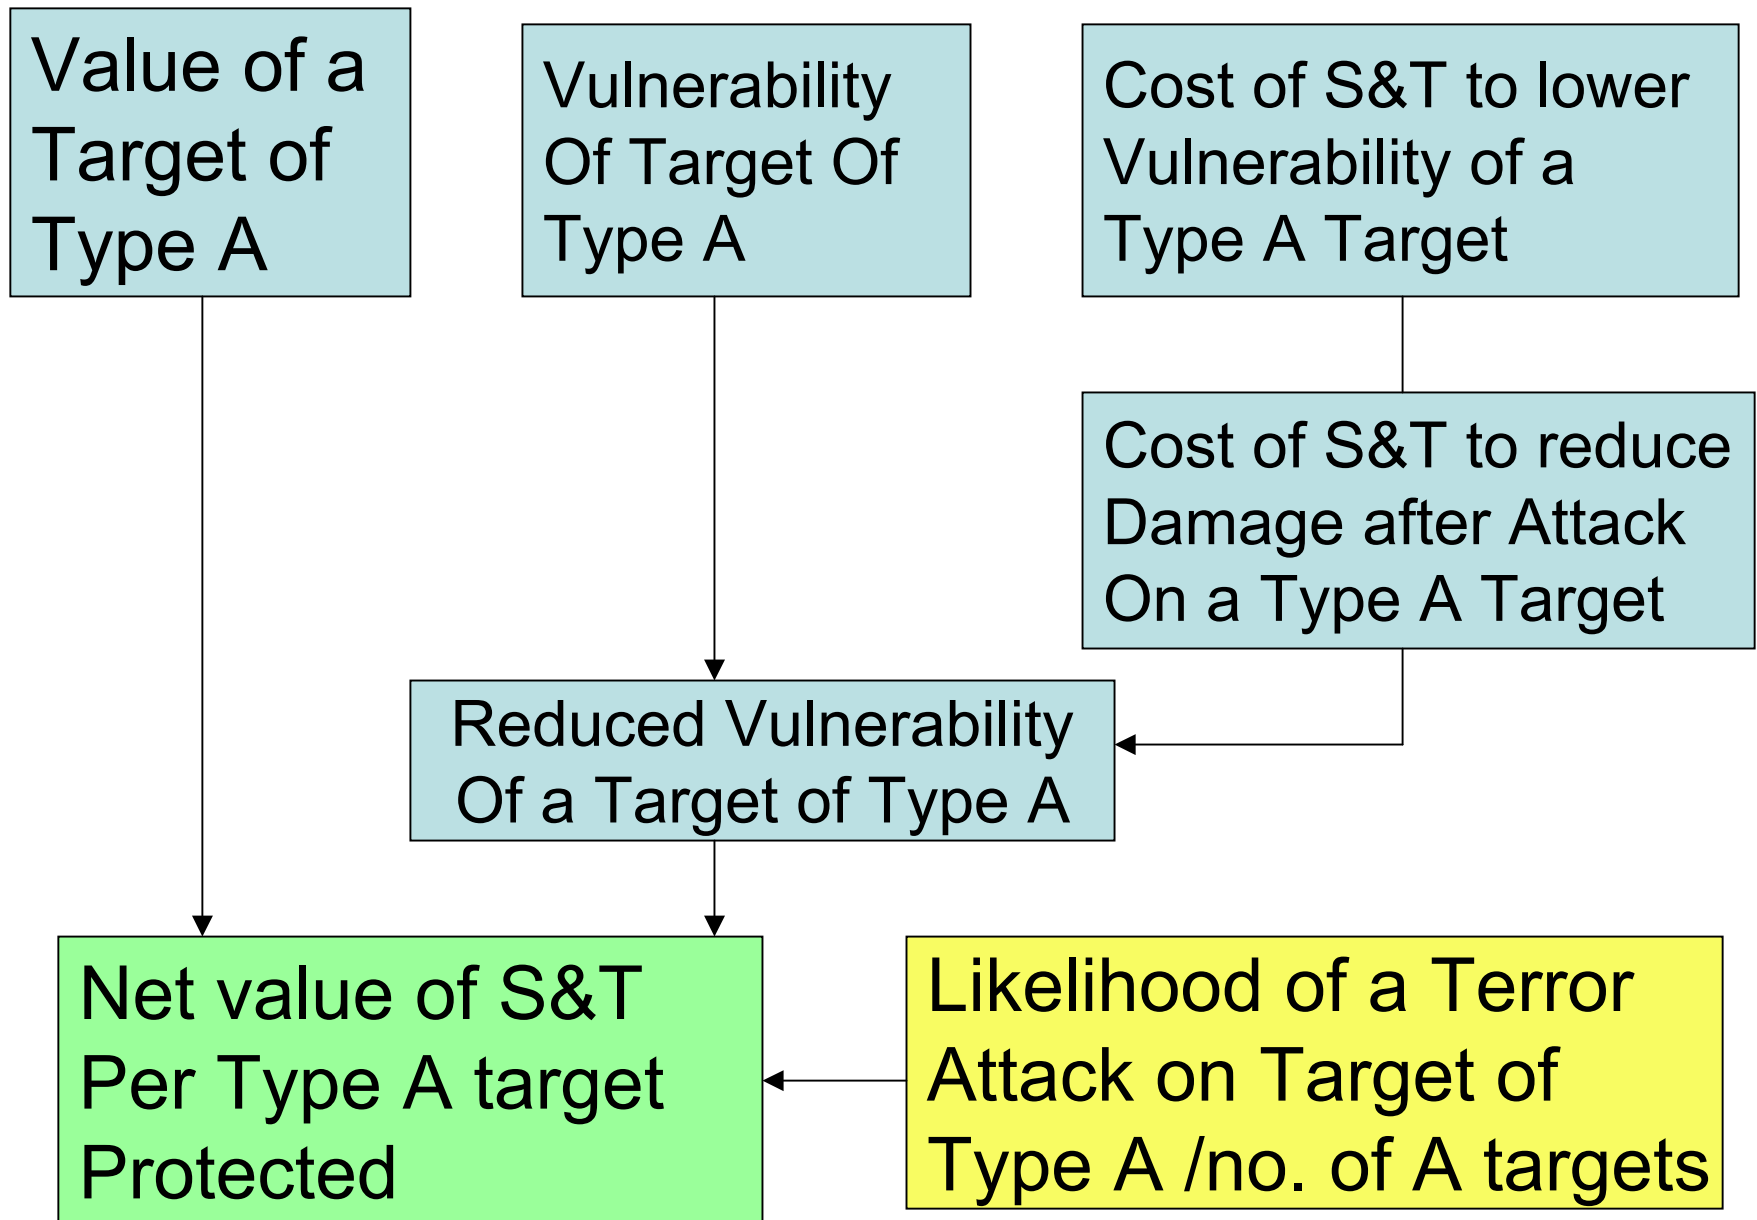 Value of a
Target of
Type A
Vulnerability
Of Target Of
Type A
Cost of S&T to lower
Vulnerability of a
Type A Target
Cost of S&T to reduce
Damage after Attack
On a Type A Target
Reduced Vulnerability
Of a Target of Type A
Net value of S&T
Per Type A target
Protected
Likelihood of a Terror
Attack on Target of
Type A /no. of A targets